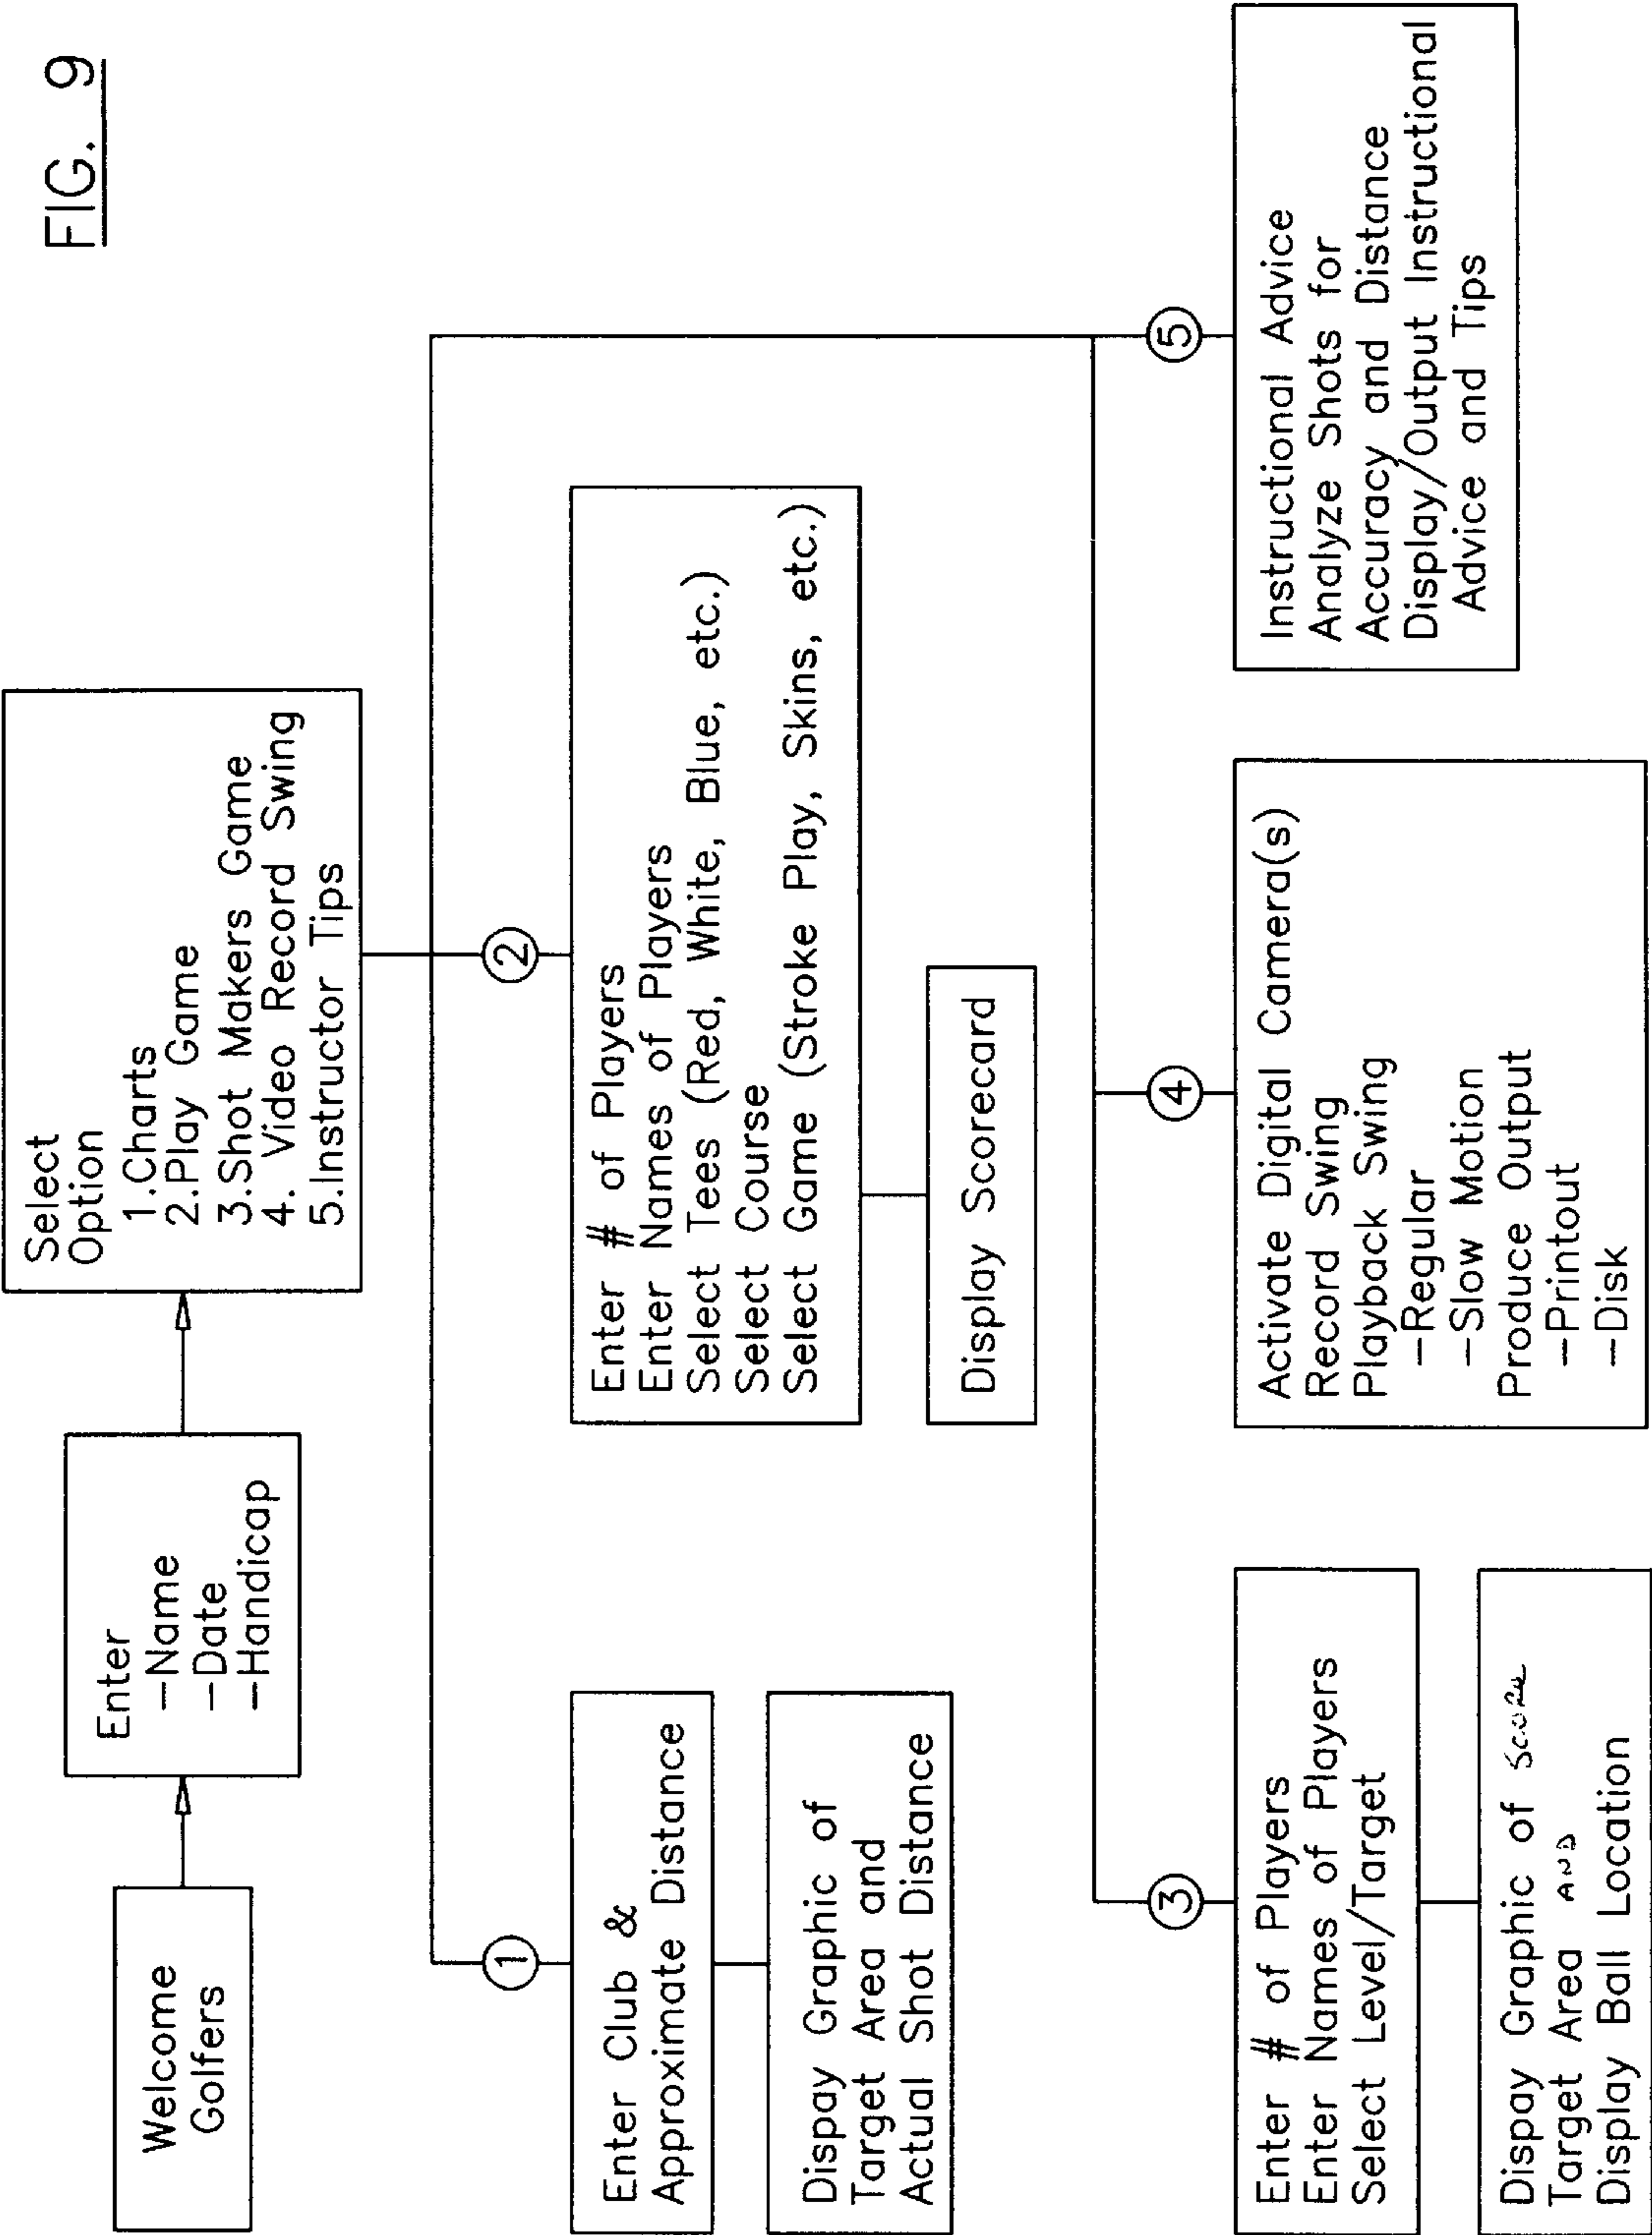 FIG. 9
Welcome
Golfers
Enter
-Name
-Date
-Handicap
Select
Option
1.Charts
2.Play Game
3.Shot Makers Game
4. Video Record Swing
5.Instructor Tips
1
Enter Club &
Approximate Distance
Dispay Graphic of
Target Area and
Actual Shot Distance
2
Enter # of Players
Enter Names of Players
Select Tees (Red, White, Blue, etc.)
Select Course
Select Game (Stroke Play, Skins, etc.)
Display Scorecard
3
Enter # of Players
Enter Names of Players
Select Level/Target
Dispay Graphic of Score
Target Area AND
Display Ball Location
4
Activate Digital Camera(s)
Record Swing
Playback Swing
-Regular
-Slow Motion
Produce Output
-Printout
-Disk
5
Instructional Advice
Analyze Shots for
Accuracy and Distance
Display/Output Instructional
Advice and Tips